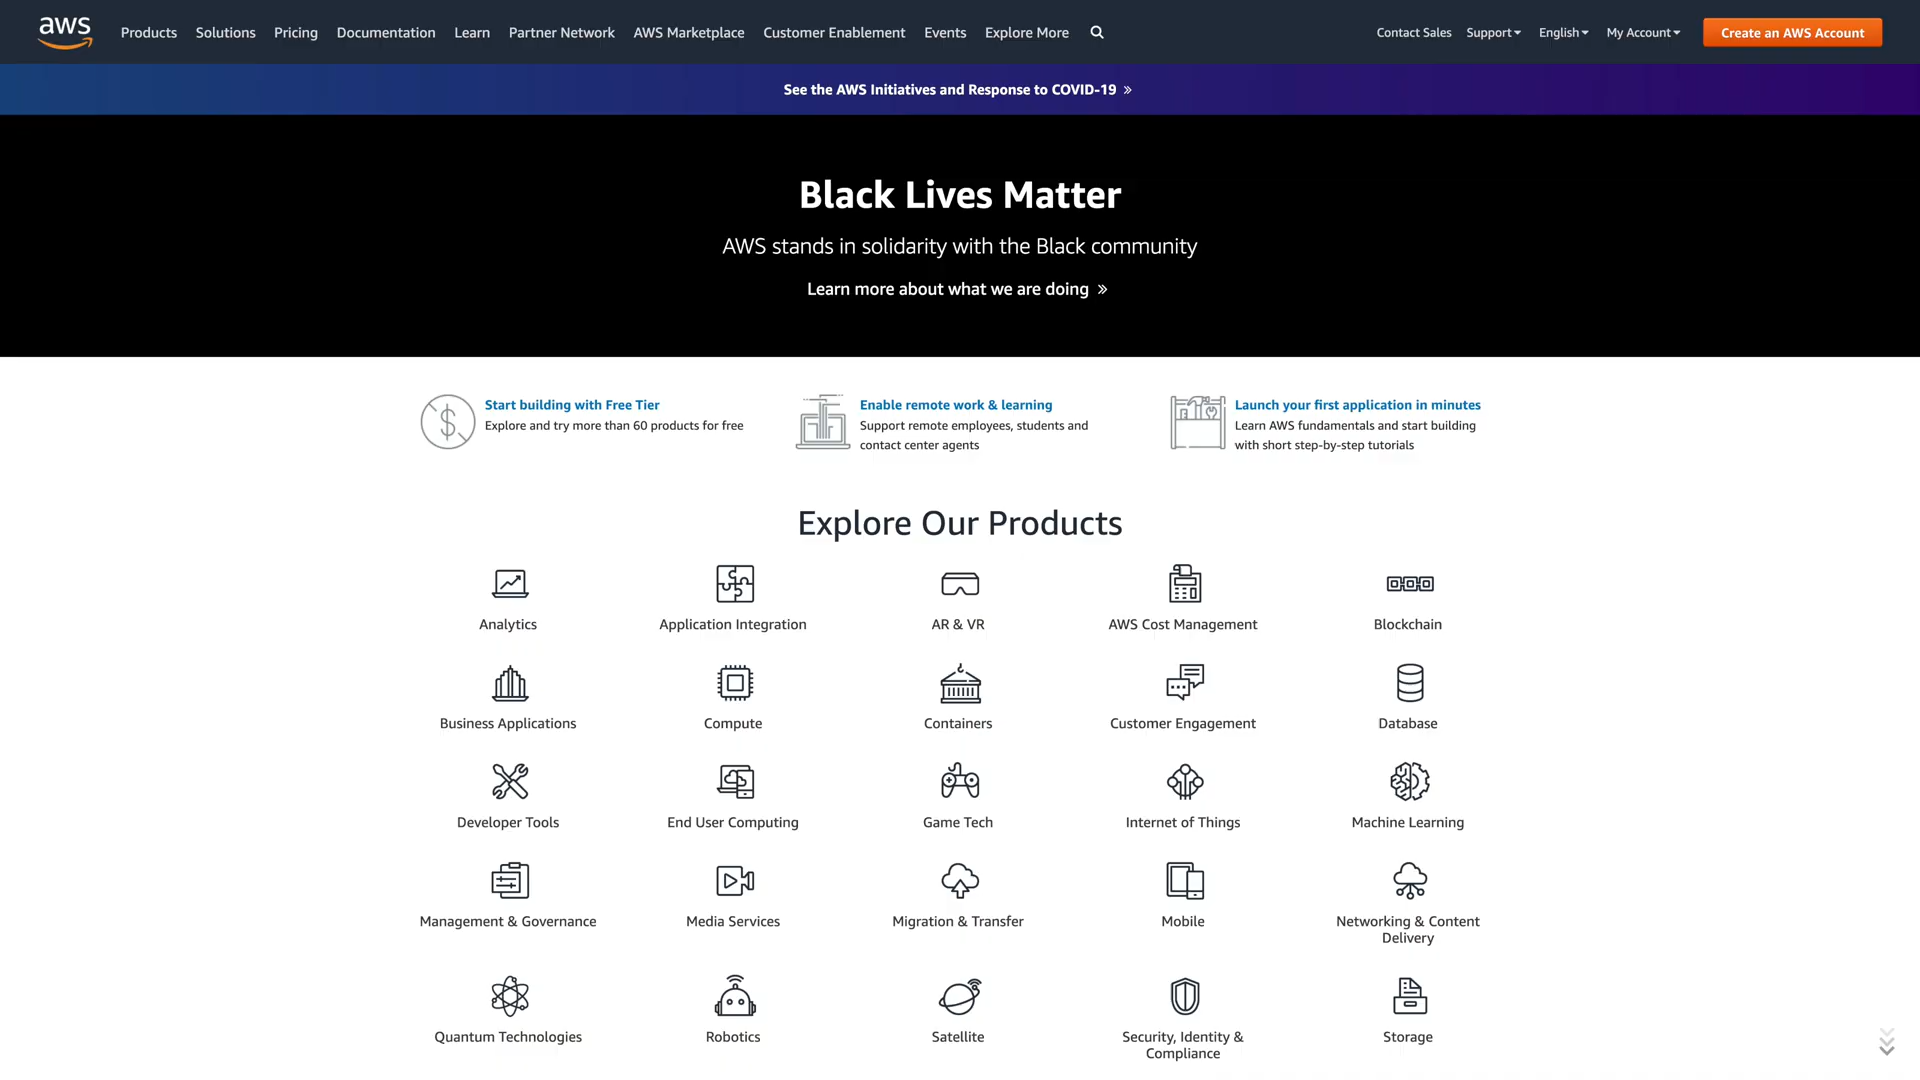 aws
Products
Solutions
Pricing
Documentation
Learn
Partner Network
AWS Marketplace
Customer Enablement
Events
Explore More
Contact Sales
Support
English
My Account
Create an AWS Account
See the AWS Initiatives and Response to COVID-19 »
Black Lives Matter
AWS stands in solidarity with the Black community
Learn more about what we are doing »
Start building with Free Tier
Explore and try more than 60 products for free
Enable remote work & learning
Support remote employees, students and
contact center agents
Launch your first application in minutes
Learn AWS fundamentals and start building
with short step-by-step tutorials
Explore Our Products
Analytics
Application Integration
AR & VR
AWS Cost Management
Blockchain
Business Applications
Compute
Containers
Customer Engagement
Database
Developer Tools
End User Computing
Game Tech
Internet of Things
Machine Learning
Management & Governance
Media Services
Migration & Transfer
Mobile
Networking & Content
Delivery
Quantum Technologies
Robotics
Satellite
Security, Identity &
Compliance
Storage